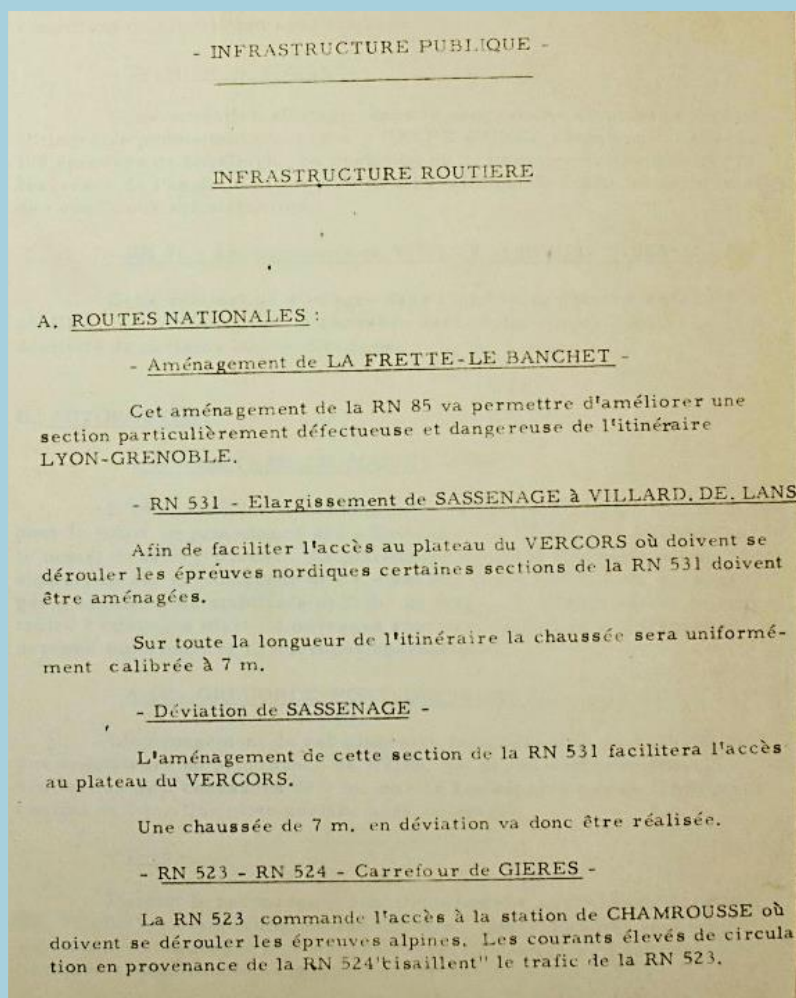 - INFRASTRUCTURE PUBLIQUE -
INFRASTRUCTURE ROUTIERE
A. ROUTES NATIONALES :
- Aménagement de LA FRETTE-LE BANCHET -
Cet aménagement de la RN 85 va permettre d'améliorer une
section particulièrement défectueuse et dangereuse de l'itinéraire
LYON-GRENOBLE.
- RN 531 - Elargissement de SASSENAGE à VILLARD. DE. LANS
Afin de faciliter l'accès au plateau du VERCORS où doivent se
dérouler les épreuves nordiques certaines sections de la RN 531 doivent
être aménagées.
Sur toute la longueur de l'itinéraire la chaussée sera uniformé-
ment calibrée à 7 m.
- Déviation de SASSENAGE -
L'aménagement de cette section de la RN 531 facilitera l'accès
au plateau du VERCORS.
Une chaussée de 7 m. en déviation va donc être réalisée.
- RN 523 - RN 524 - Carrefour de GIERES -
La RN 523 commande l'accès à la station de CHAMROUSSE où
doivent se dérouler les épreuves alpines. Les courants élevés de circula
tion en provenance de la RN 524"cisaillent" le trafic de la RN 523.